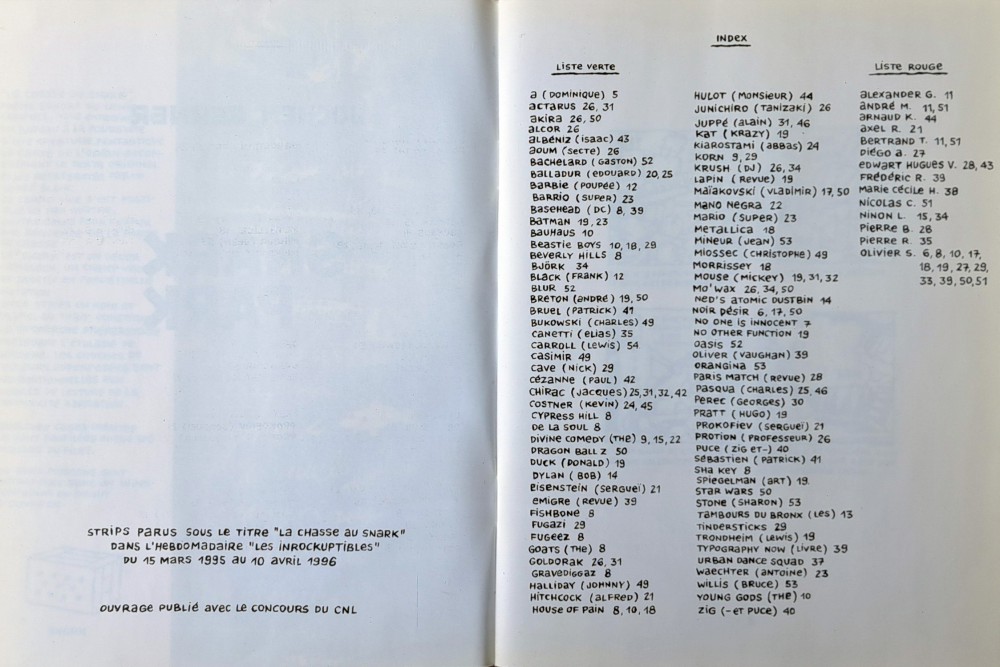 STRIPS PARUS SOUS LE TITRE "LA CHASSE AU SNARK"
DANS L'HEBDOMADAIRE "LES INROCKUPTIBLES"
DU 15 MARS 1995 AU 10 AVRIL 1996
OUVRAGE PUBLIÉ AVEC LE CONCOURS DU CNL
INDEX
LISTE VERTE
A (DOMINIQUE) 5
ACTARUS 26, 31
AKIRA 26, 50
ALCOR 26
ALBÉNIZ (ISAAC) 43
AOUM (SECTE) 26
BACHELARD (GASTON) 52
BALLADUR (EDOUARD) 20, 25
BARBIE (POUPÉE) 12
BARRIO (SUPER) 23
BASEHEAD (DC) 8, 39
BATMAN 19, 23
BAUHAUS 10
BEASTIE BOYS 10, 18, 29
BEVERLY HILLS 8
BJÖRK 34
BLACK (FRANK) 12
BLUR 52
BRETON (ANDRÉ) 19, 50
BRUEL (PATRICK) 41
BUKOWSKI (CHARLES) 49
CANETTI (ELIAS) 35
CARROLL (LEWIS) 54
CASIMIR 49
CAVE (NICK) 29
CÉZANNE (PAUL) 42
CHIRAC (JACQUES) 25, 31, 32, 42
COSTNER (KEVIN) 24, 45
CYPRESS HILL 8
DE LA SOUL 8
DIVINE COMEDY (THE) 9, 15, 22
DRAGON BALL Z 50
DUCK (DONALD) 19
DYLAN (BOB) 14
EISENSTEIN (SERGUEÏ) 21
EMIGRE (REVUE) 39
FISHBONE 8
FUGAZI 29
FUGEEZ 8
GOATS (THE) 8
GOLDORAK 26, 31
GRAVEDIGGAZ 8
HALLIDAY (JOHNNY) 49
HITCHCOCK (ALFRED) 21
HOUSE OF PAIN 8, 10, 18
HULOT (MONSIEUR) 44
JUNICHIRO (TANIZAKI) 26
JUPPÉ (ALAIN) 31, 46
KAT (KRAZY) 19
KIAROSTAMI (ABBAS) 24
KORN 9, 29
KRUSH (DJ) 26, 34
LAPIN (REVUE) 19
MAÏAKOVSKI (VLADIMIR) 17, 50
MANO NEGRA 22
MARIO (SUPER) 23
METALLICA 18
MINEUR (JEAN) 53
MIOSSEC (CHRISTOPHE) 49
MORRISSEY 18
MOUSE (MICKEY) 19, 31, 32
MO'WAX 26, 34, 50
NED'S ATOMIC DUSTBIN 14
NOIR DÉSIR 6, 17, 50
NO ONE IS INNOCENT 7
NO OTHER FUNCTION 19
OASIS 52
OLIVER (VAUGHAN) 39
ORANGINA 53
PARIS MATCH (REVUE) 28
PASQUA (CHARLES) 25, 46
PEREC (GEORGES) 30
PRATT (HUGO) 19
PROKOFIEV (SERGUEÏ) 21
PROTION (PROFESSEUR) 26
PUCE (ZIG ET-) 40
SÉBASTIEN (PATRICK) 41
SHA KEY 8
SPIEGELMAN (ART) 19
STAR WARS 50
STONE (SHARON) 53
TAMBOURS DU BRONX (LES) 13
TINDERSTICKS 29
TRONDHEIM (LEWIS) 19
TYPOGRAPHY NOW (LIVRE) 39
URBAN DANCE SQUAD 37
WAECHTER (ANTOINE) 23
WILLIS (BRUCE) 53
YOUNG GODS (THE) 10
ZIG (-ET PUCE) 40
LISTE ROUGE
ALEXANDER G. 11
ANDRÉ M. 11, 51
ARNAUD K. 44
AXEL R. 21
BERTRAND T. 11, 51
DIÉGO A. 27
EDWART HUGUES V. 28, 43
FRÉDÉRIC R. 39
MARIE CÉCILE H. 38
NICOLAS C. 51
NINON L. 15, 34
PIERRE B. 28
PIERRE R. 35
OLIVIER S. 6, 8, 10, 17,
18, 19, 27, 29,
33, 39, 50, 51